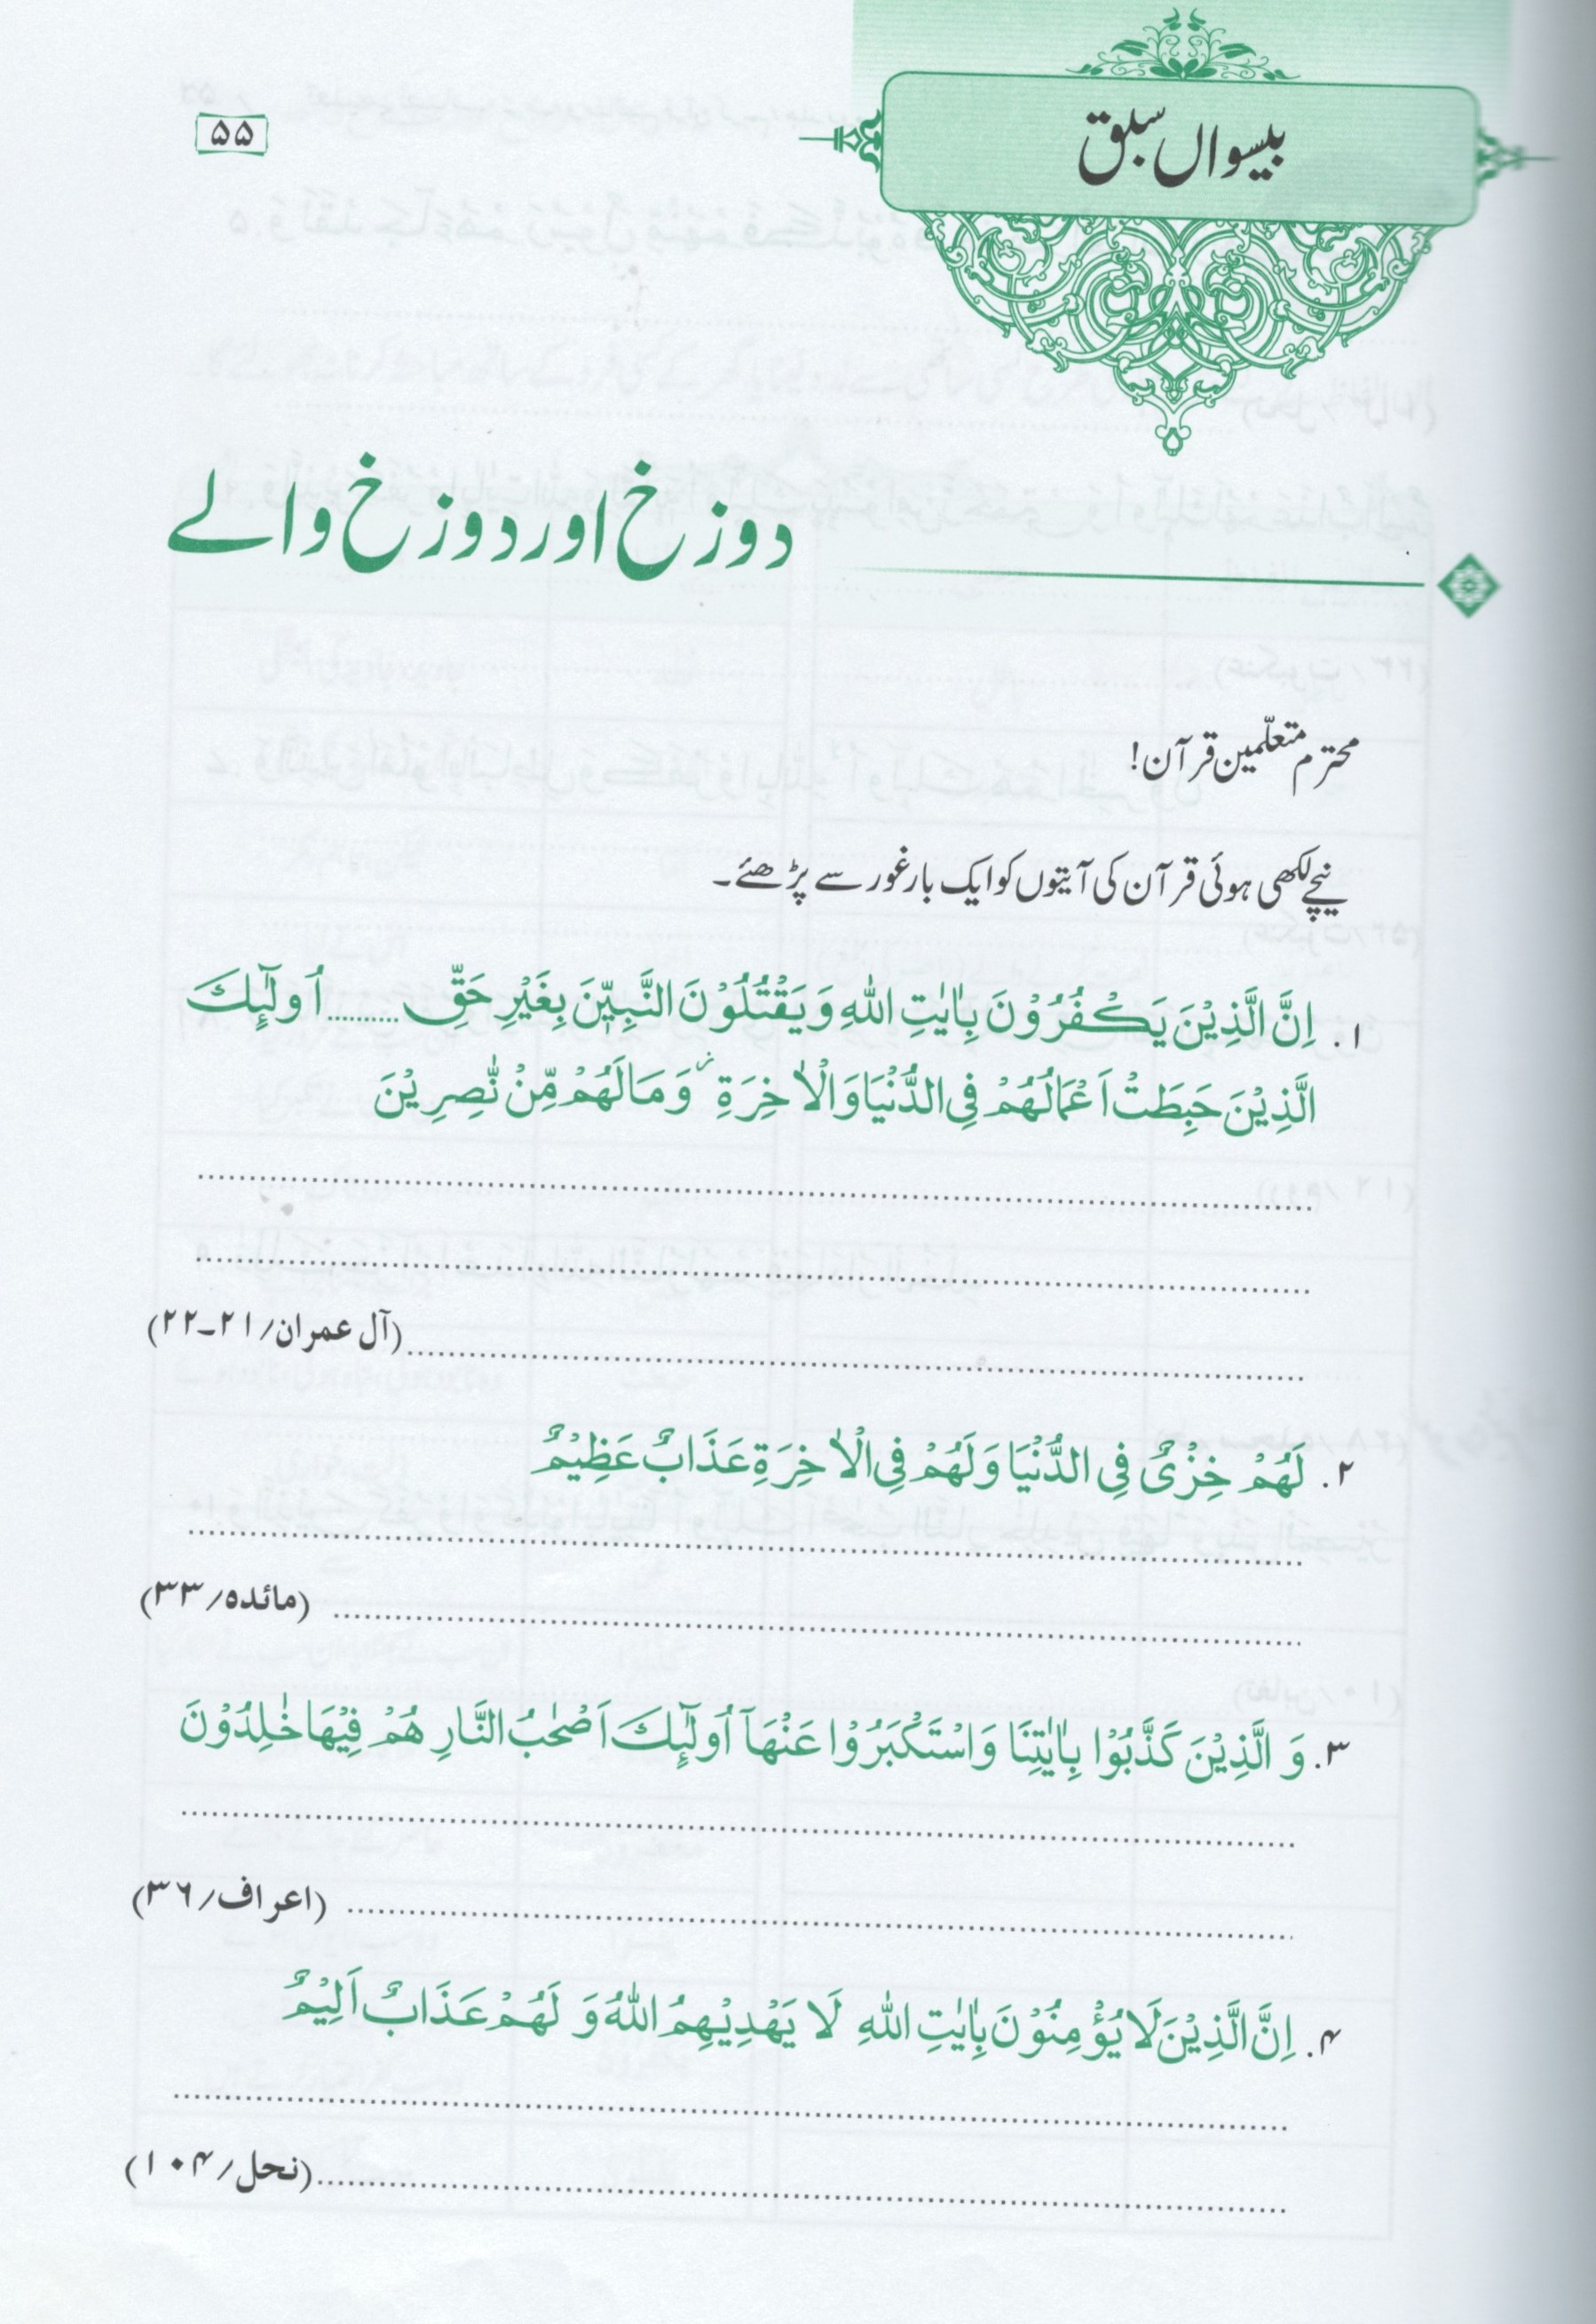 بیسواں سبق
۵۵
دوزخ اور دوزخ والے
محترم متعلّمین قرآن!
نیچے لکھی ہوئی قرآن کی آیتوں کو ایک بار غور سے پڑھئے۔
۱. اِنَّ الَّذِیْنَ یَكْفُرُوْنَ بِاٰیٰتِ اللّٰهِ وَ یَقْتُلُوْنَ النَّبِیّٖنَ بِغَیْرِ حَقٍّ .......... اُولٰٓئِكَ
الَّذِیْنَ حَبِطَتْ اَعْمَالُهُمْ فِی الدُّنْیَا وَ الْاٰخِرَةِ ؗ وَ مَا لَهُمْ مِّنْ نّٰصِرِیْنَ
(آل عمران/۲۱-۲۲)
۲. لَهُمْ خِزْیٌ فِی الدُّنْیَا وَ لَهُمْ فِی الْاٰخِرَةِ عَذَابٌ عَظِیْمٌ
(مائدہ/۳۳)
۳. وَ الَّذِیْنَ كَذَّبُوْا بِاٰیٰتِنَا وَ اسْتَكْبَرُوْا عَنْهَاۤ اُولٰٓئِكَ اَصْحٰبُ النَّارِ هُمْ فِیْهَا خٰلِدُوْنَ
(اعراف/۳۶)
۴. اِنَّ الَّذِیْنَ لَا یُؤْمِنُوْنَ بِاٰیٰتِ اللّٰهِ لَا یَهْدِیْهِمُ اللّٰهُ وَ لَهُمْ عَذَابٌ اَلِیْمٌ
(نحل/۱۰۴)